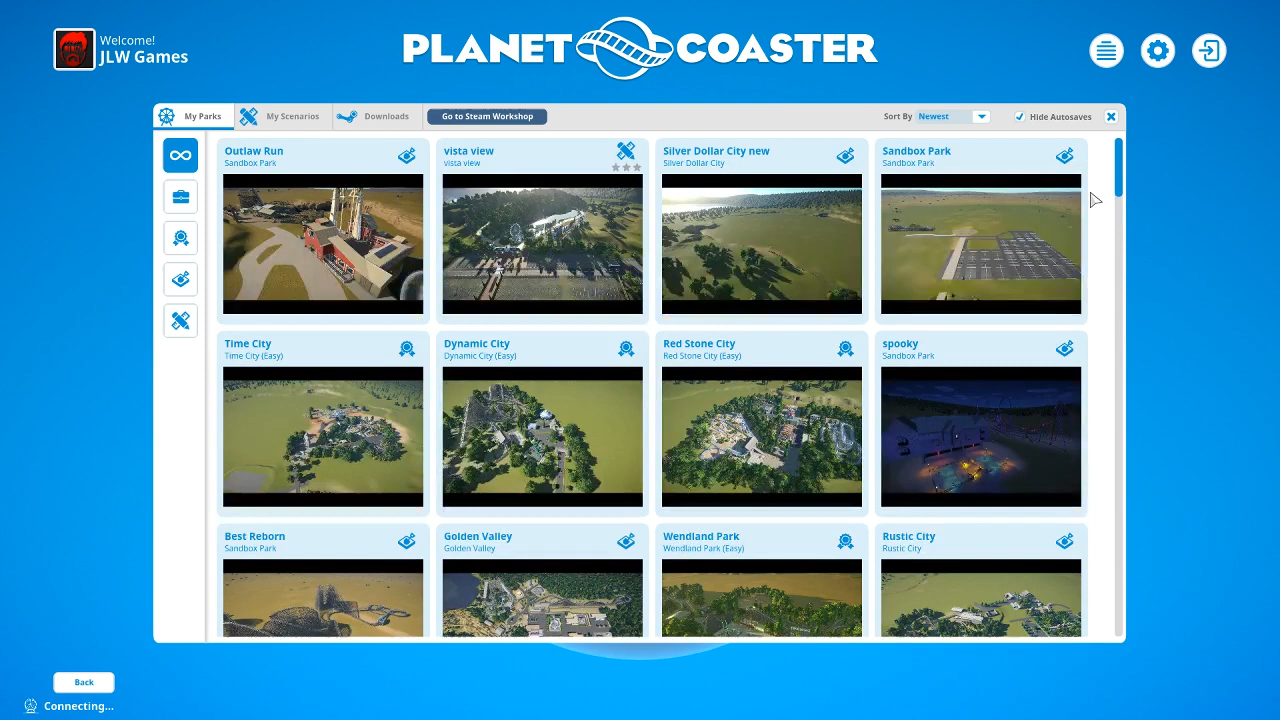 Welcome!
JLW Games
PLANET COASTER
My Parks
My Scenarios
Downloads
Go to Steam Workshop
Sort By
Newest
Hide Autosaves
Outlaw Run
Sandbox Park
vista view
vista view
Silver Dollar City new
Silver Dollar City
Sandbox Park
Sandbox Park
Time City
Time City (Easy)
Dynamic City
Dynamic City (Easy)
Red Stone City
Red Stone City (Easy)
spooky
Sandbox Park
Best Reborn
Sandbox Park
Golden Valley
Golden Valley
Wendland Park
Wendland Park (Easy)
Rustic City
Rustic City
Back
Connecting...